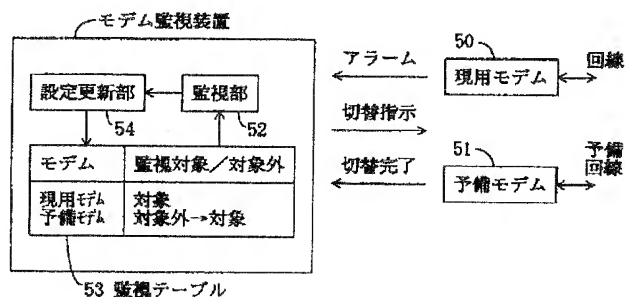 モデム監視装置
設定更新部
54
監視部
52
モデム
監視対象／対象外
現用モデム
対象
予備モデム
対象外→対象
53 監視テーブル
アラーム
切替指示
切替完了
50
現用モデム
回線
51
予備モデム
予備
回線